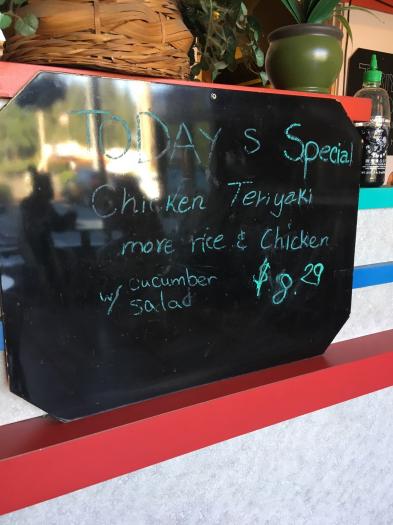 TODAY s Special
Chicken Teriyaki
more rice & Chicken
w/ cucumber salad
$8.29